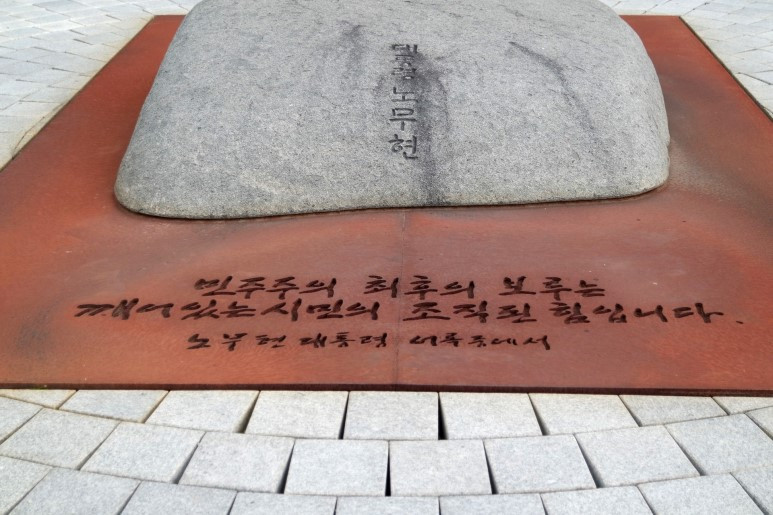 대통령 노무현
민주주의 최후의 보루는
깨어있는 시민의 조직된 힘입니다.
노무현 대통령 어록중에서